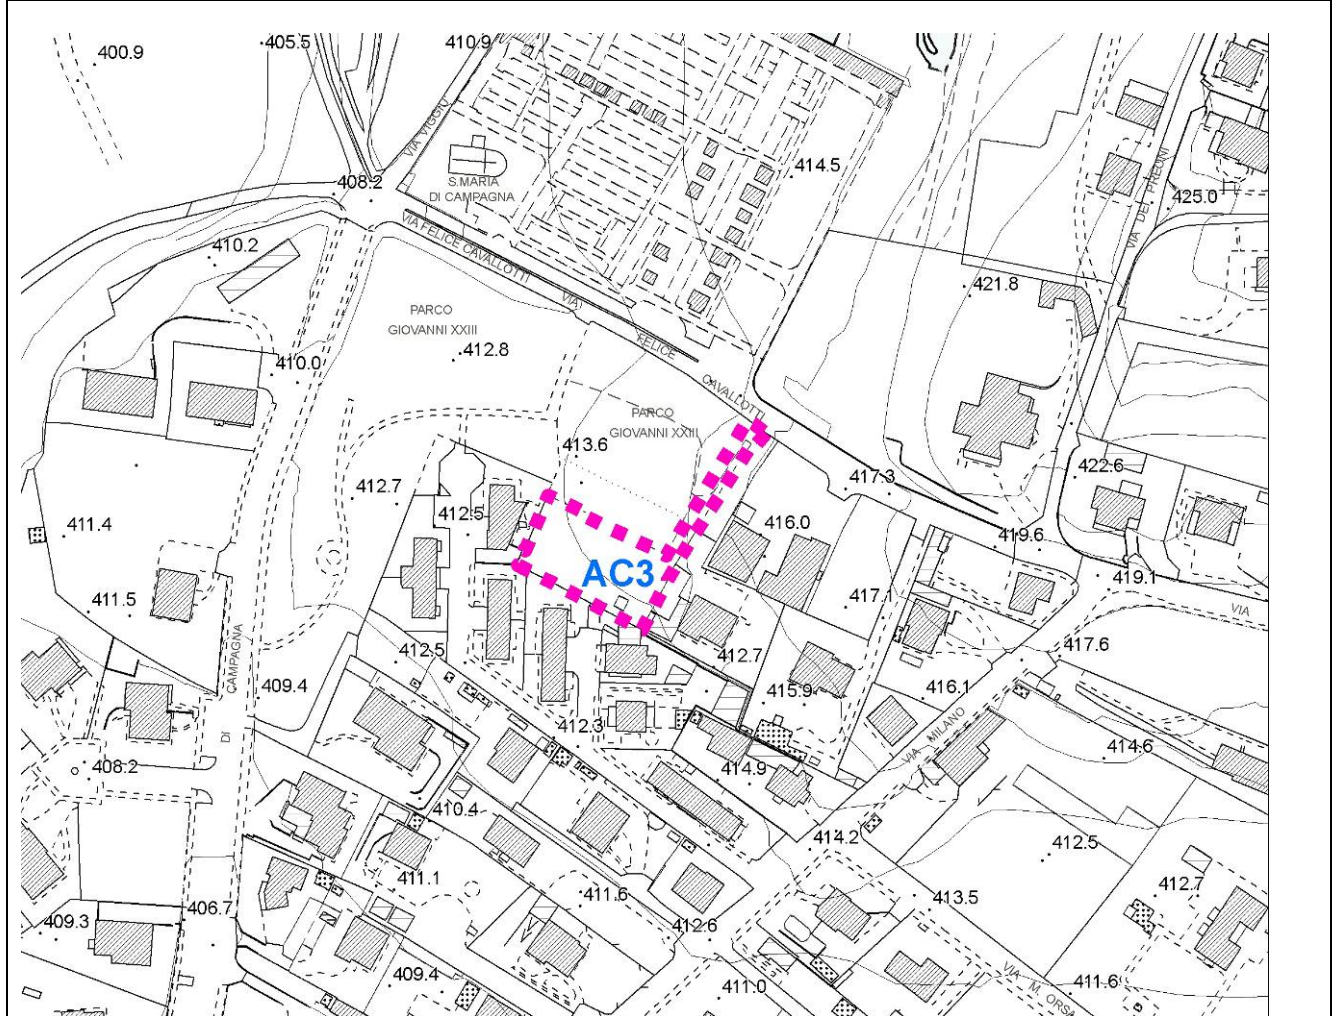 400.9
405.5
410.9
VIA VIGGIU'
414.5
408.2
S.MARIA
DI CAMPAGNA
VIA DEI PREDONI
425.0
410.2
VIA FELICE CAVALLOTTI
VIA
FELICE
CAVALLOTTI
421.8
PARCO
GIOVANNI XXIII
412.8
410.0
PARCO
GIOVANNI XXIII
413.6
417.3
422.6
412.7
412.5
416.0
411.4
419.6
AC3
419.1
411.5
417.1
VIA
412.5
412.7
417.6
CAMPAGNA
DI
409.4
415.9
416.1
412.3
VIA MILANO
414.6
408.2
414.9
410.4
414.2
412.5
411.1
411.6
413.5
412.7
409.3
406.7
412.6
409.4
411.0
VIA
M. ORSA
411.6